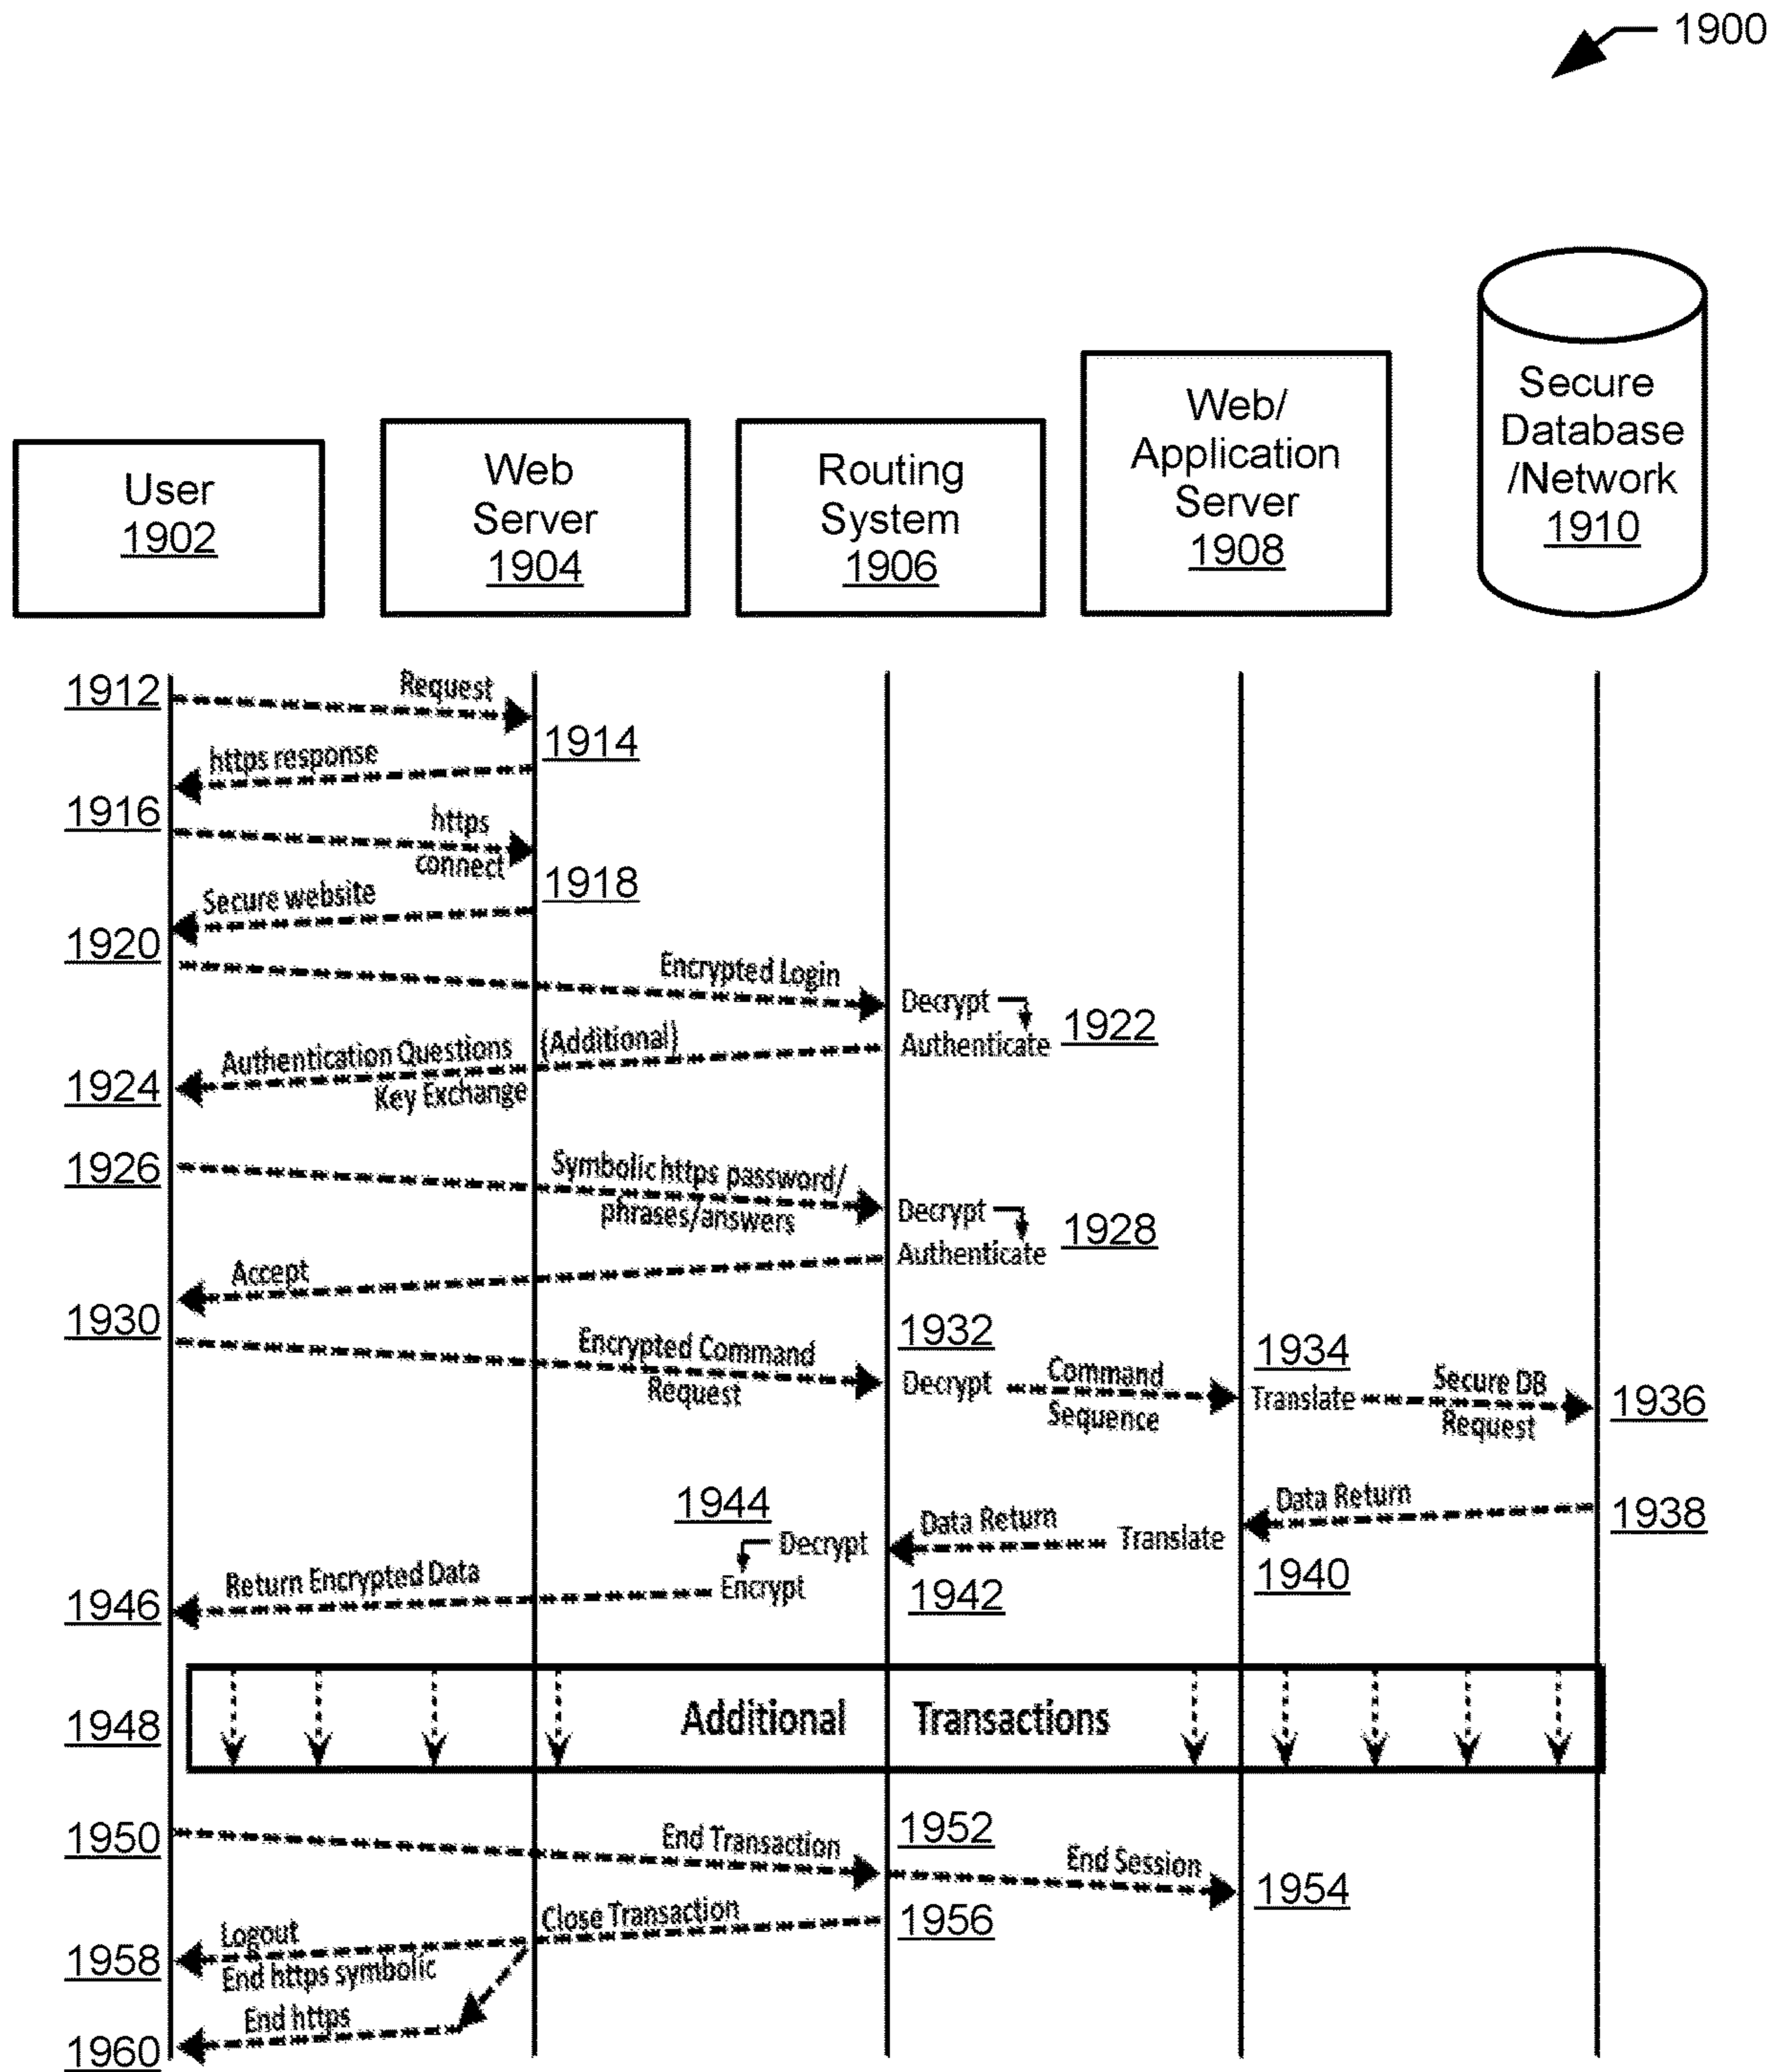 1900
User
1902
Web
Server
1904
Routing
System
1906
Web/
Application
Server
1908
Secure
Database
/Network
1910
1912
Request
1914
https response
1916
https
connect
1918
Secure website
1920
Encrypted Login
Decrypt
1922
Authenticate
Authentication Questions (Additional)
Key Exchange
1924
1926
Symbolic https password/
phrases/answers
Decrypt
1928
Authenticate
Accept
1930
Encrypted Command
Request
1932
Decrypt
Command
Sequence
1934
Translate
Secure DB
Request
1936
Data Return
1938
1940
Translate
Data Return
1942
1944
Decrypt
Encrypt
Return Encrypted Data
1946
1948
Additional Transactions
1950
End Transaction
1952
End Session
1954
1956
Close Transaction
Logout
1958
End https symbolic
End https
1960